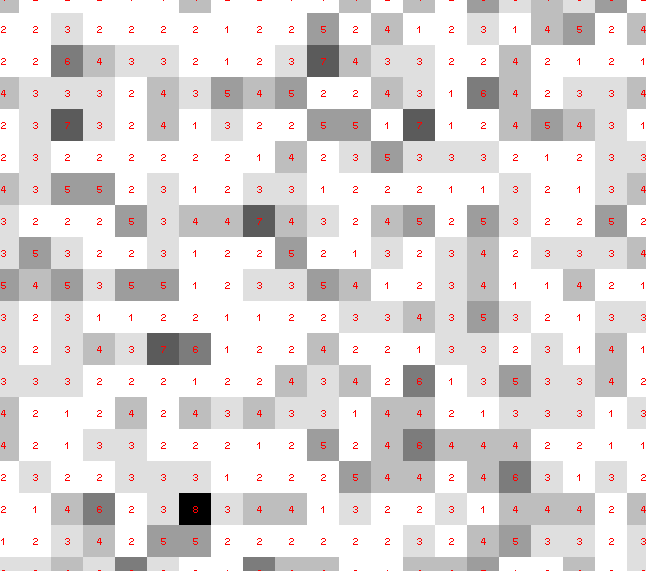 2 2 3 2 2 2 2 1 2 2 5 2 4 1 2 3 1 4 5 2 4
2 2 6 4 3 3 2 1 2 3 7 4 3 3 2 2 4 2 1 2 1
4 3 3 3 2 4 3 5 4 5 2 2 4 3 1 6 4 2 3 3 4
2 3 7 3 2 4 1 3 2 2 5 5 1 7 1 2 4 5 4 3 1
2 3 2 2 2 2 2 2 1 4 2 3 5 3 3 3 2 1 2 3 3
4 3 5 5 2 3 1 2 3 3 1 2 2 2 1 1 3 2 1 3 4
3 2 2 2 5 3 4 4 7 4 3 2 4 5 2 5 3 2 2 5 2
3 5 3 2 2 3 1 2 2 5 2 1 3 2 3 4 2 3 3 3 4
5 4 5 3 5 5 1 2 3 3 5 4 1 2 3 4 1 1 4 2 1
3 2 3 1 1 2 2 1 1 2 2 3 3 4 3 5 3 2 1 3 3
3 2 3 4 3 7 6 1 2 2 4 2 2 1 3 3 2 3 1 4 1
3 3 3 2 2 2 1 2 2 4 3 4 2 6 1 3 5 3 3 4 2
4 2 1 2 4 2 4 3 4 3 3 1 4 4 2 1 3 3 3 1 3
4 2 1 3 3 2 2 2 1 2 5 2 4 6 4 4 4 2 2 1 1
2 3 2 2 3 3 3 1 2 2 2 5 4 4 2 4 6 3 1 3 2
2 1 4 6 2 3 8 3 4 4 1 3 2 2 3 1 4 4 4 2 4
1 2 3 4 2 5 5 2 2 2 2 2 2 3 2 4 5 3 3 2 3